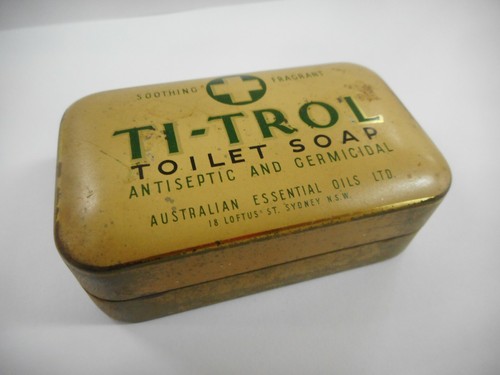 SOOTHING FRAGRANT
TI-TROL
TOILET SOAP
ANTISEPTIC AND GERMICIDAL
AUSTRALIAN ESSENTIAL OILS LTD.
18 LOFTUS ST. SYDNEY N.S.W.